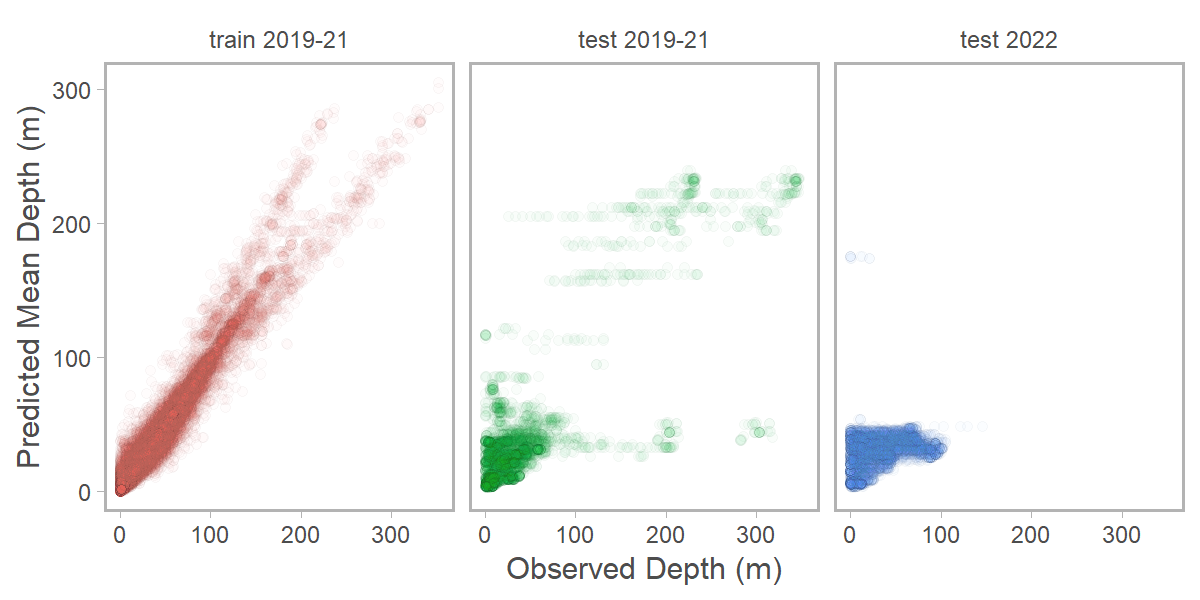 train 2019-21
test 2019-21
test 2022
Predicted Mean Depth (m)
300
200
100
0
0 100 200 300
0 100 200 300
0 100 200 300
Observed Depth (m)